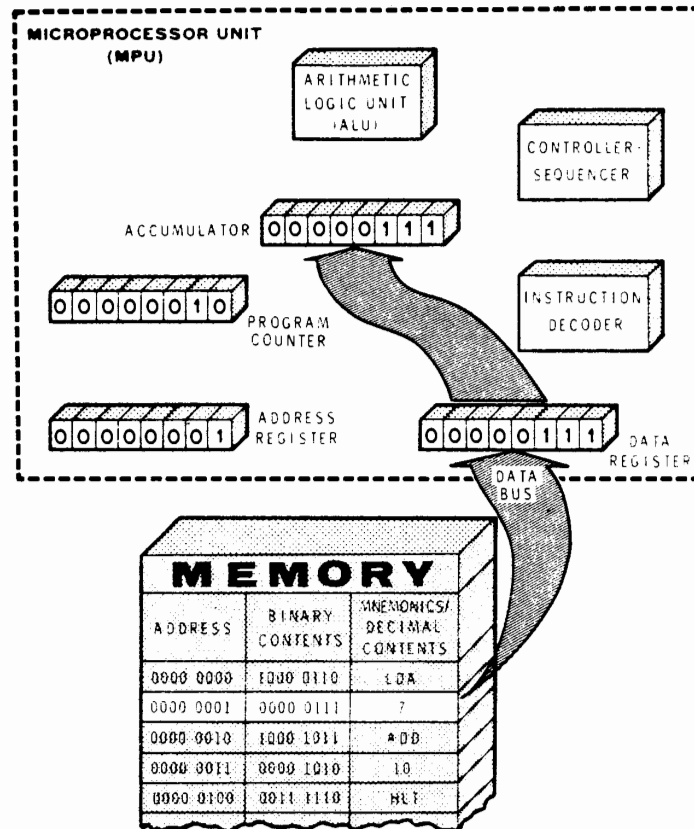 MICROPROCESSOR UNIT
(MPU)
ARITHMETIC
LOGIC UNIT
(ALU)
CONTROLLER-
SEQUENCER
ACCUMULATOR
0 0 0 0 0 1 1 1
0 0 0 0 0 0 1 0
PROGRAM
COUNTER
INSTRUCTION
DECODER
0 0 0 0 0 0 0 1
ADDRESS
REGISTER
0 0 0 0 0 1 1 1
DATA
REGISTER
DATA
BUS
MEMORY
ADDRESS
BINARY
CONTENTS
MNEMONICS/
DECIMAL
CONTENTS
0000 0000 1000 0110 LDA
0000 0001 0000 0111 7
0000 0010 1000 1011 ADD
0000 0011 0000 1010 10
0000 0100 0011 1110 HLT